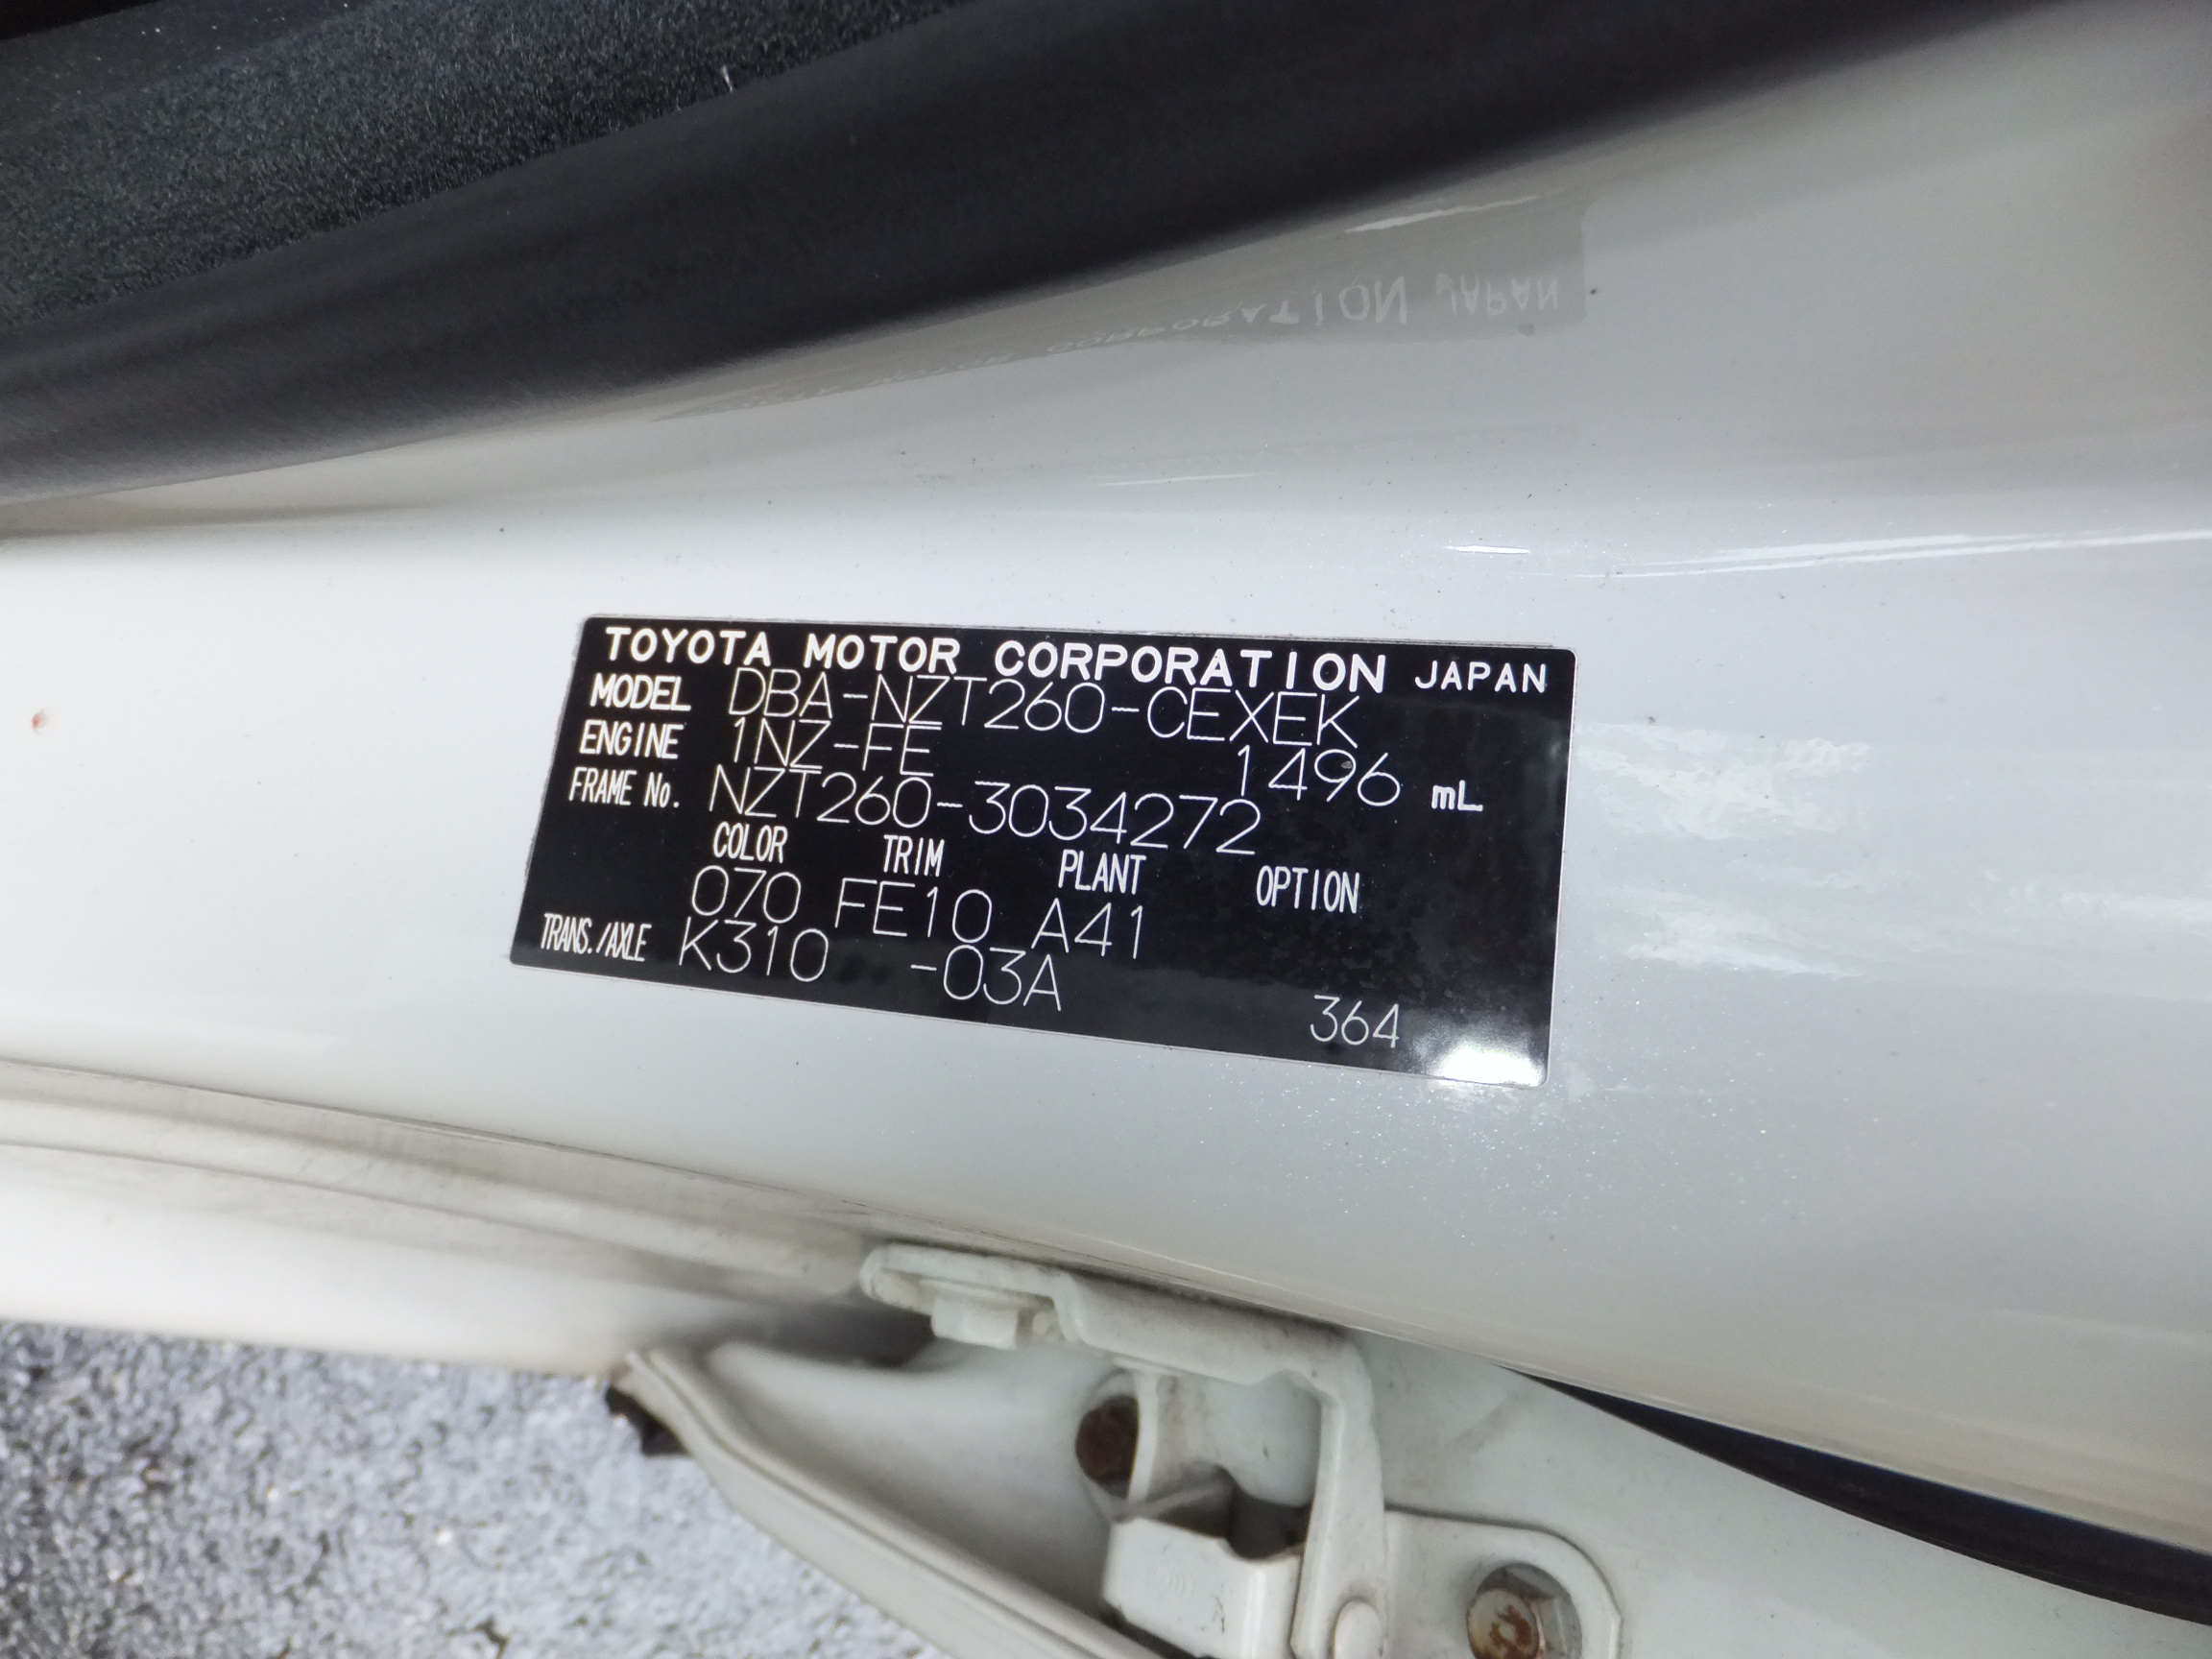 TOYOTA MOTOR CORPORATION JAPAN
MODEL DBA-NZT260-CEXEK
ENGINE 1NZ-FE 1496 mL
FRAME No. NZT260-3034272
COLOR TRIM PLANT OPTION
070 FE10 A41
TRANS./AXLE K310 -03A
364